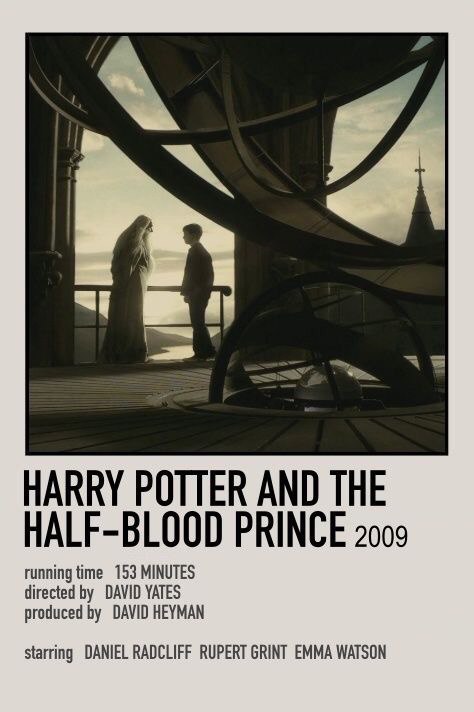 HARRY POTTER AND THE
HALF-BLOOD PRINCE 2009
running time 153 MINUTES
directed by DAVID YATES
produced by DAVID HEYMAN
starring DANIEL RADCLIFF RUPERT GRINT EMMA WATSON